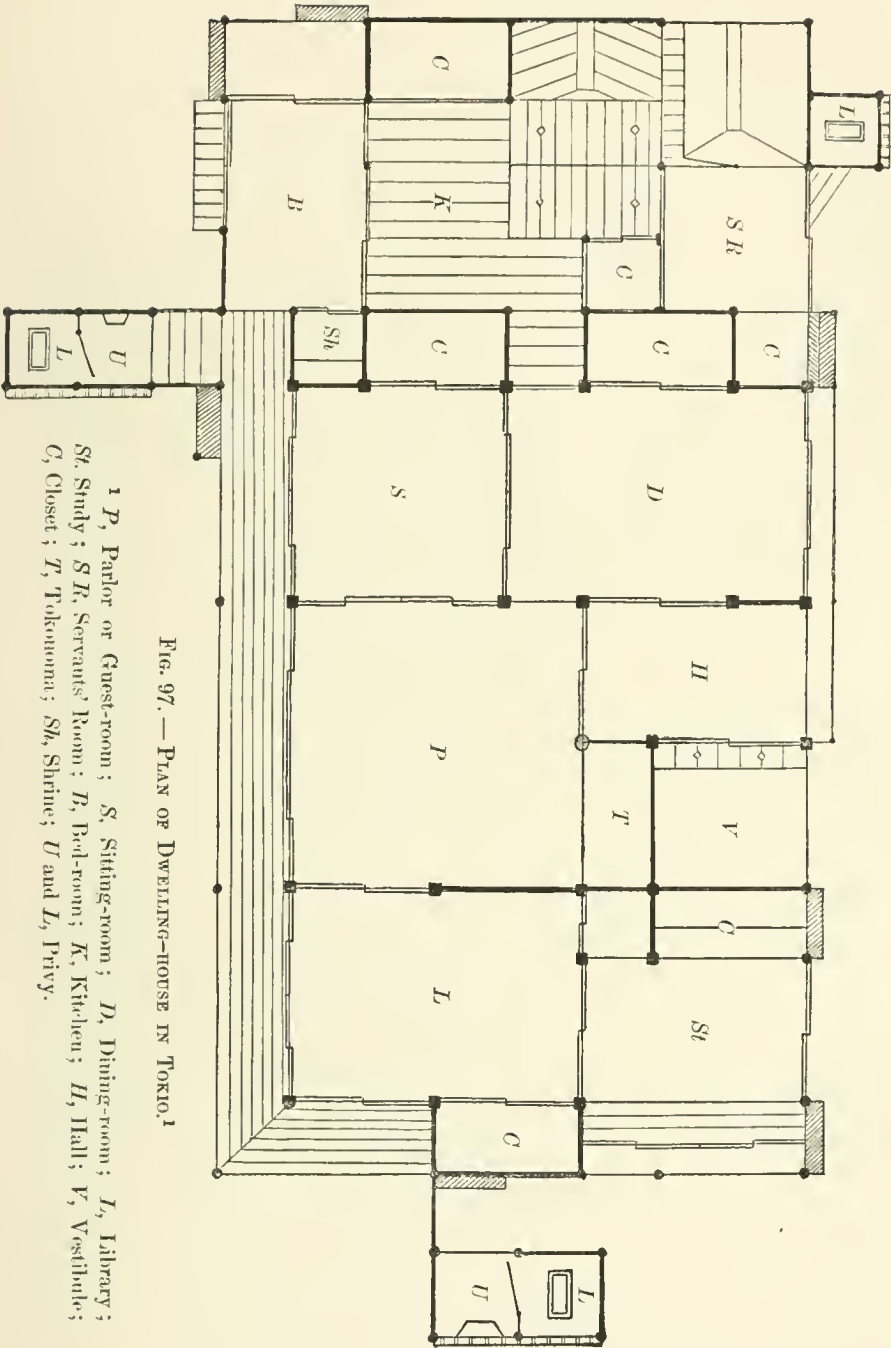 L
C
S R
V
C
H
St
C
D
C
T
L
C
U
C
K
C
P
L
S
Sh
B
U
L
Fig. 97. — Plan of Dwelling-house in Tokio.¹
¹ P, Parlor or Guest-room; S, Sitting-room; D, Dining-room; L, Library;
St, Study; S R, Servants' Room; B, Bed-room; K, Kitchen; H, Hall; V, Vestibule;
C, Closet; T, Tokonoma; Sh, Shrine; U and L, Privy.